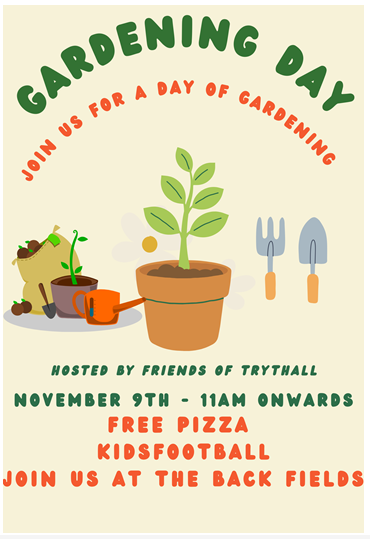 GARDENING DAY
JOIN US FOR A DAY OF GARDENING
HOSTED BY FRIENDS OF TRYTHALL
NOVEMBER 9TH - 11AM ONWARDS
FREE PIZZA
KIDSFOOTBALL
JOIN US AT THE BACK FIELDS